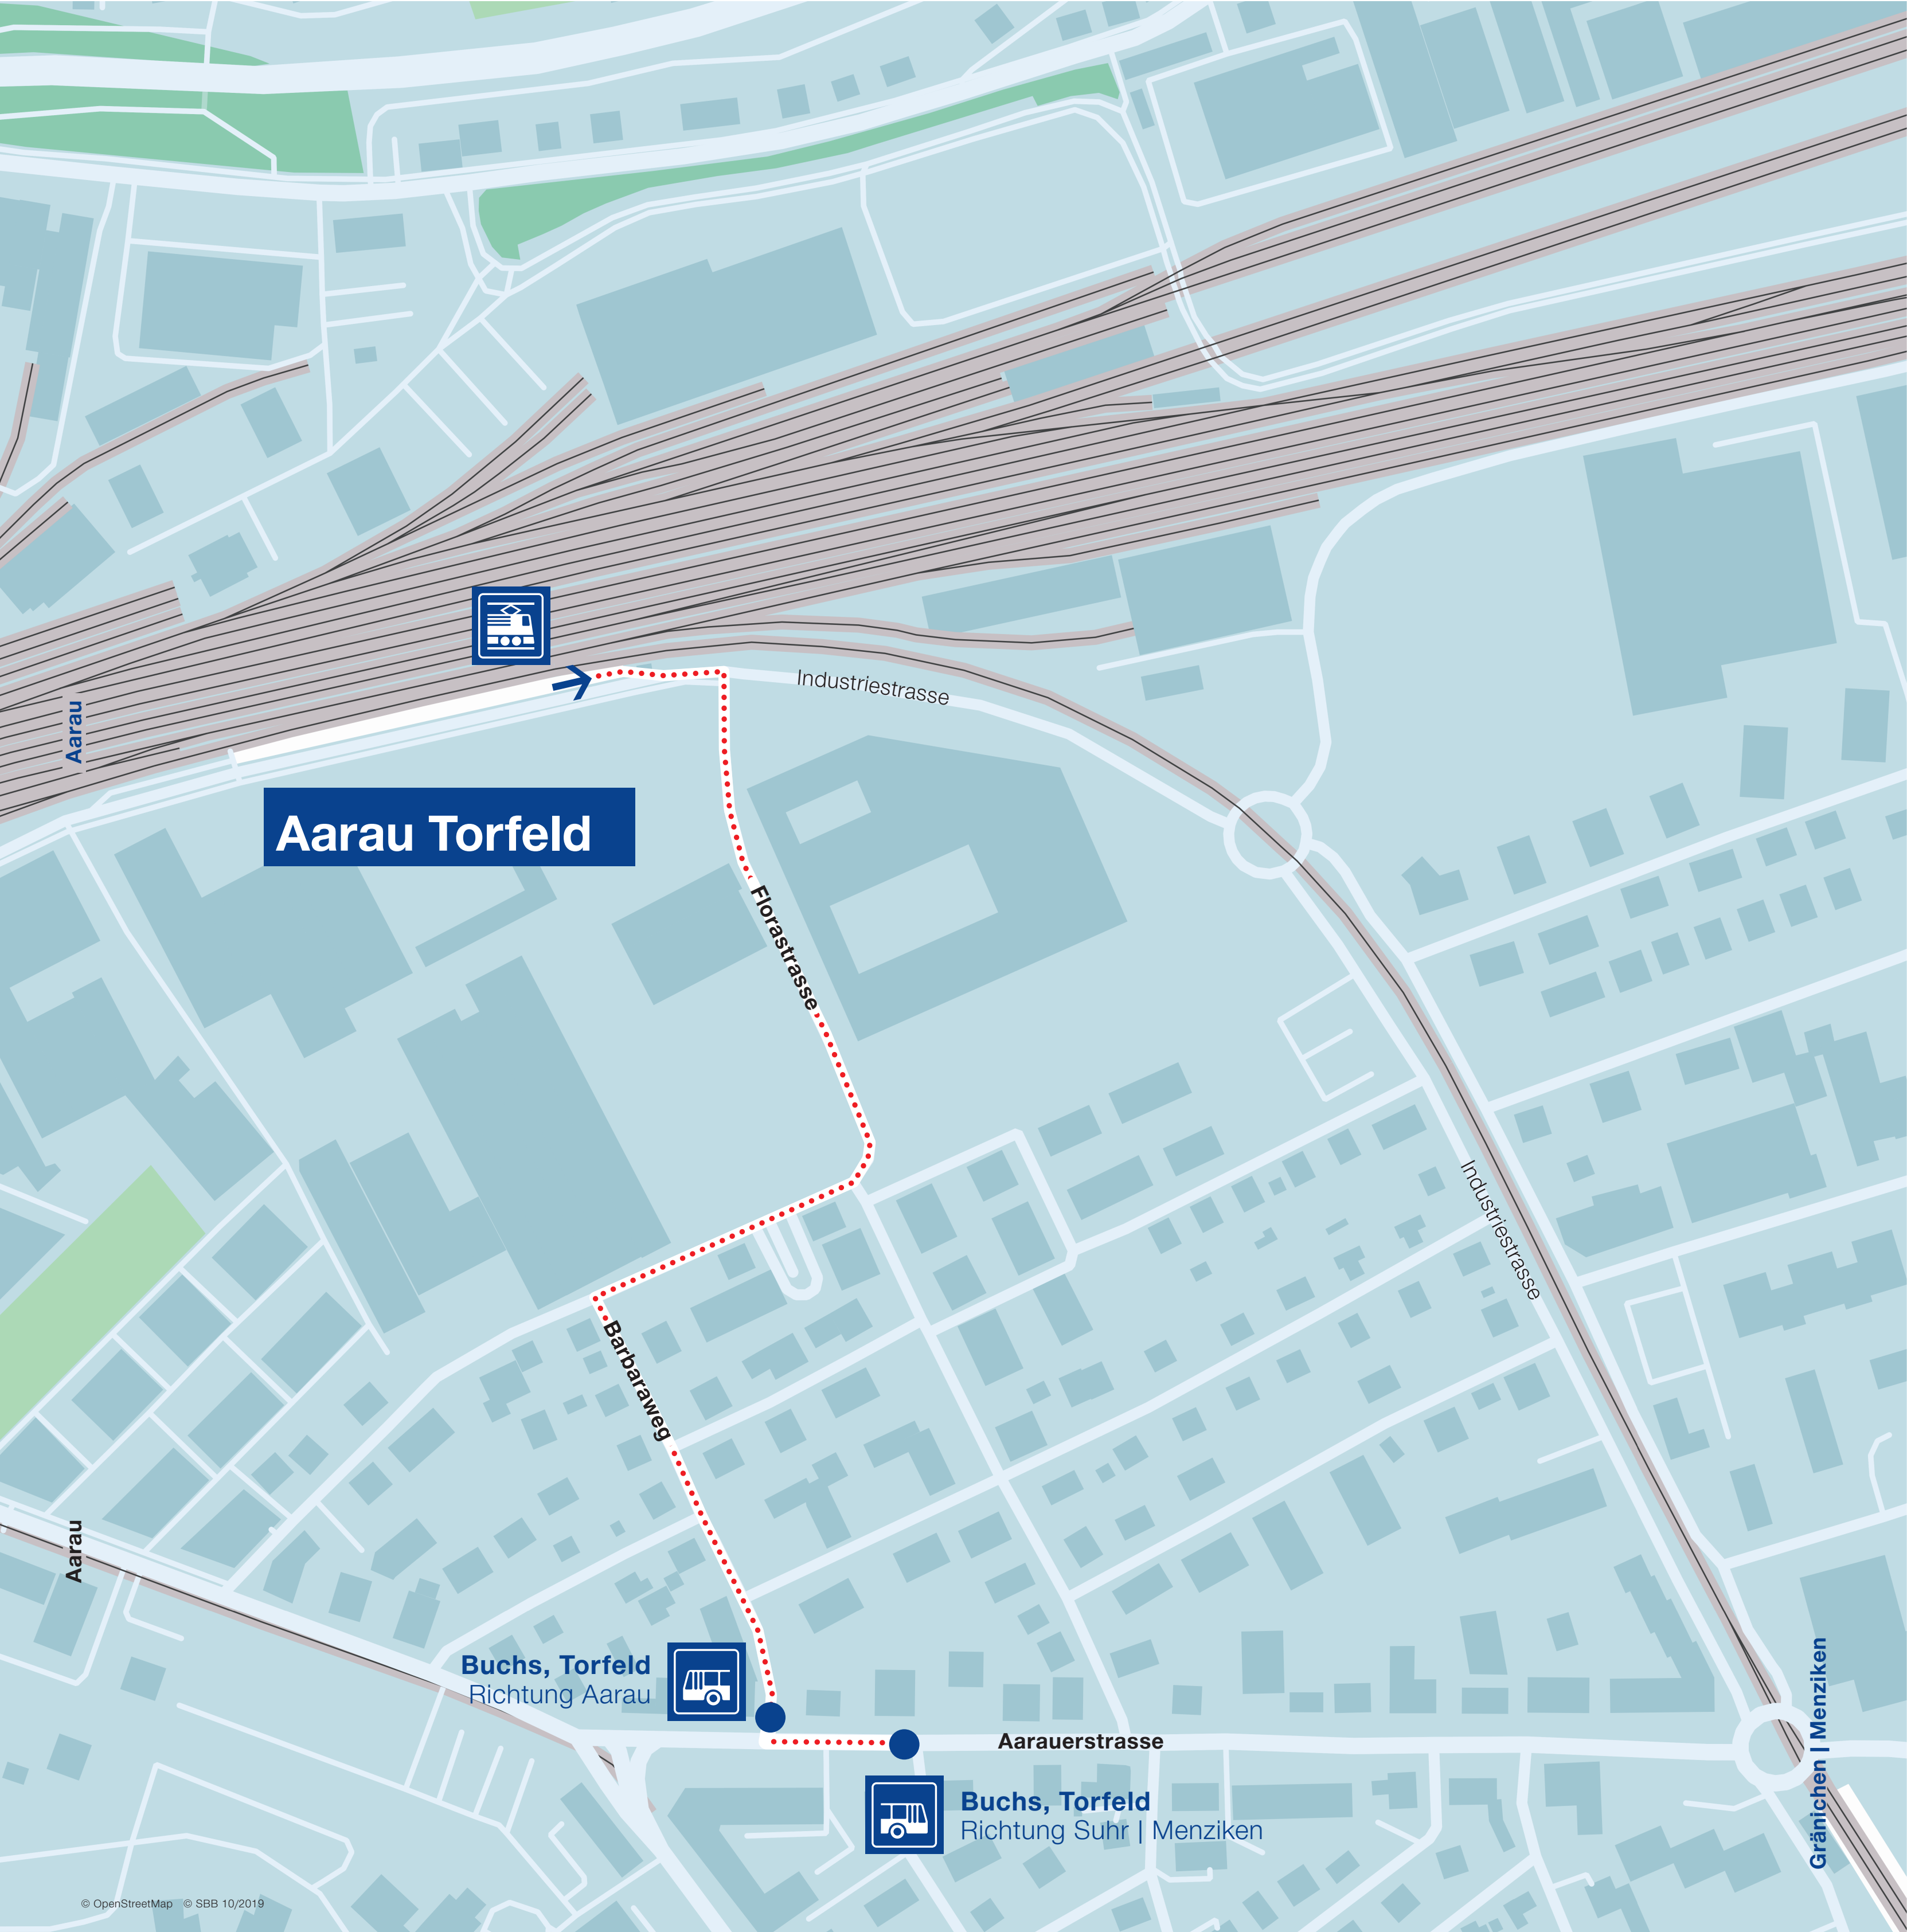 Industriestrasse
Aarau
Aarau Torfeld
Florastrasse
Industriestrasse
Barbaraweg
Aarau
Buchs, Torfeld
Richtung Aarau
Aarauerstrasse
Gränichen | Menziken
Buchs, Torfeld
Richtung Suhr | Menziken
© OpenStreetMap © SBB 10/2019